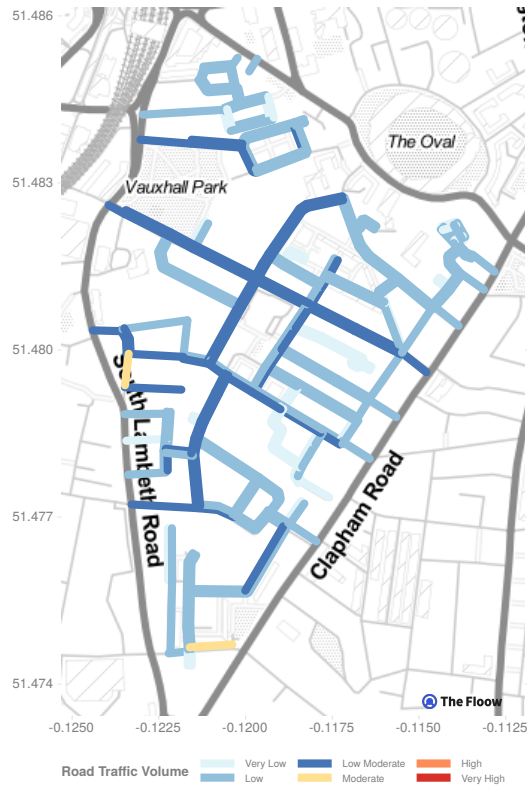 51.486
The Oval
51.483
Vauxhall Park
51.480
South Lambeth Road
51.477
Clapham Road
51.474
The Floow
-0.1250 -0.1225 -0.1200 -0.1175 -0.1150 -0.1125
Road Traffic Volume
Very Low Low Moderate High
Low Moderate Very High